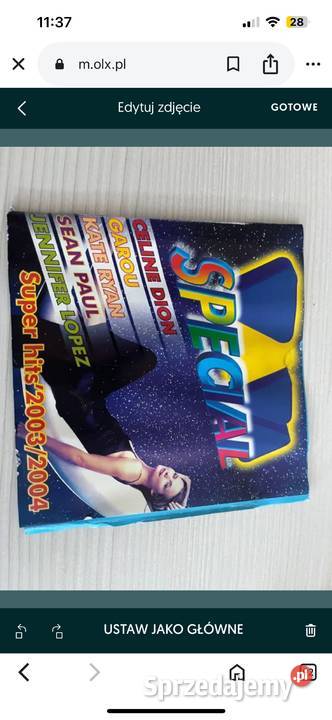 11:37
28
m.olx.pl
Edytuj zdjęcie
GOTOWE
SPECIAL
CELINE DION
GAROU
KATE RYAN
SEAN PAUL
JENNIFER LOPEZ
Super hits 2003/2004
USTAW JAKO GŁÓWNE
Sprzedajemy.pl